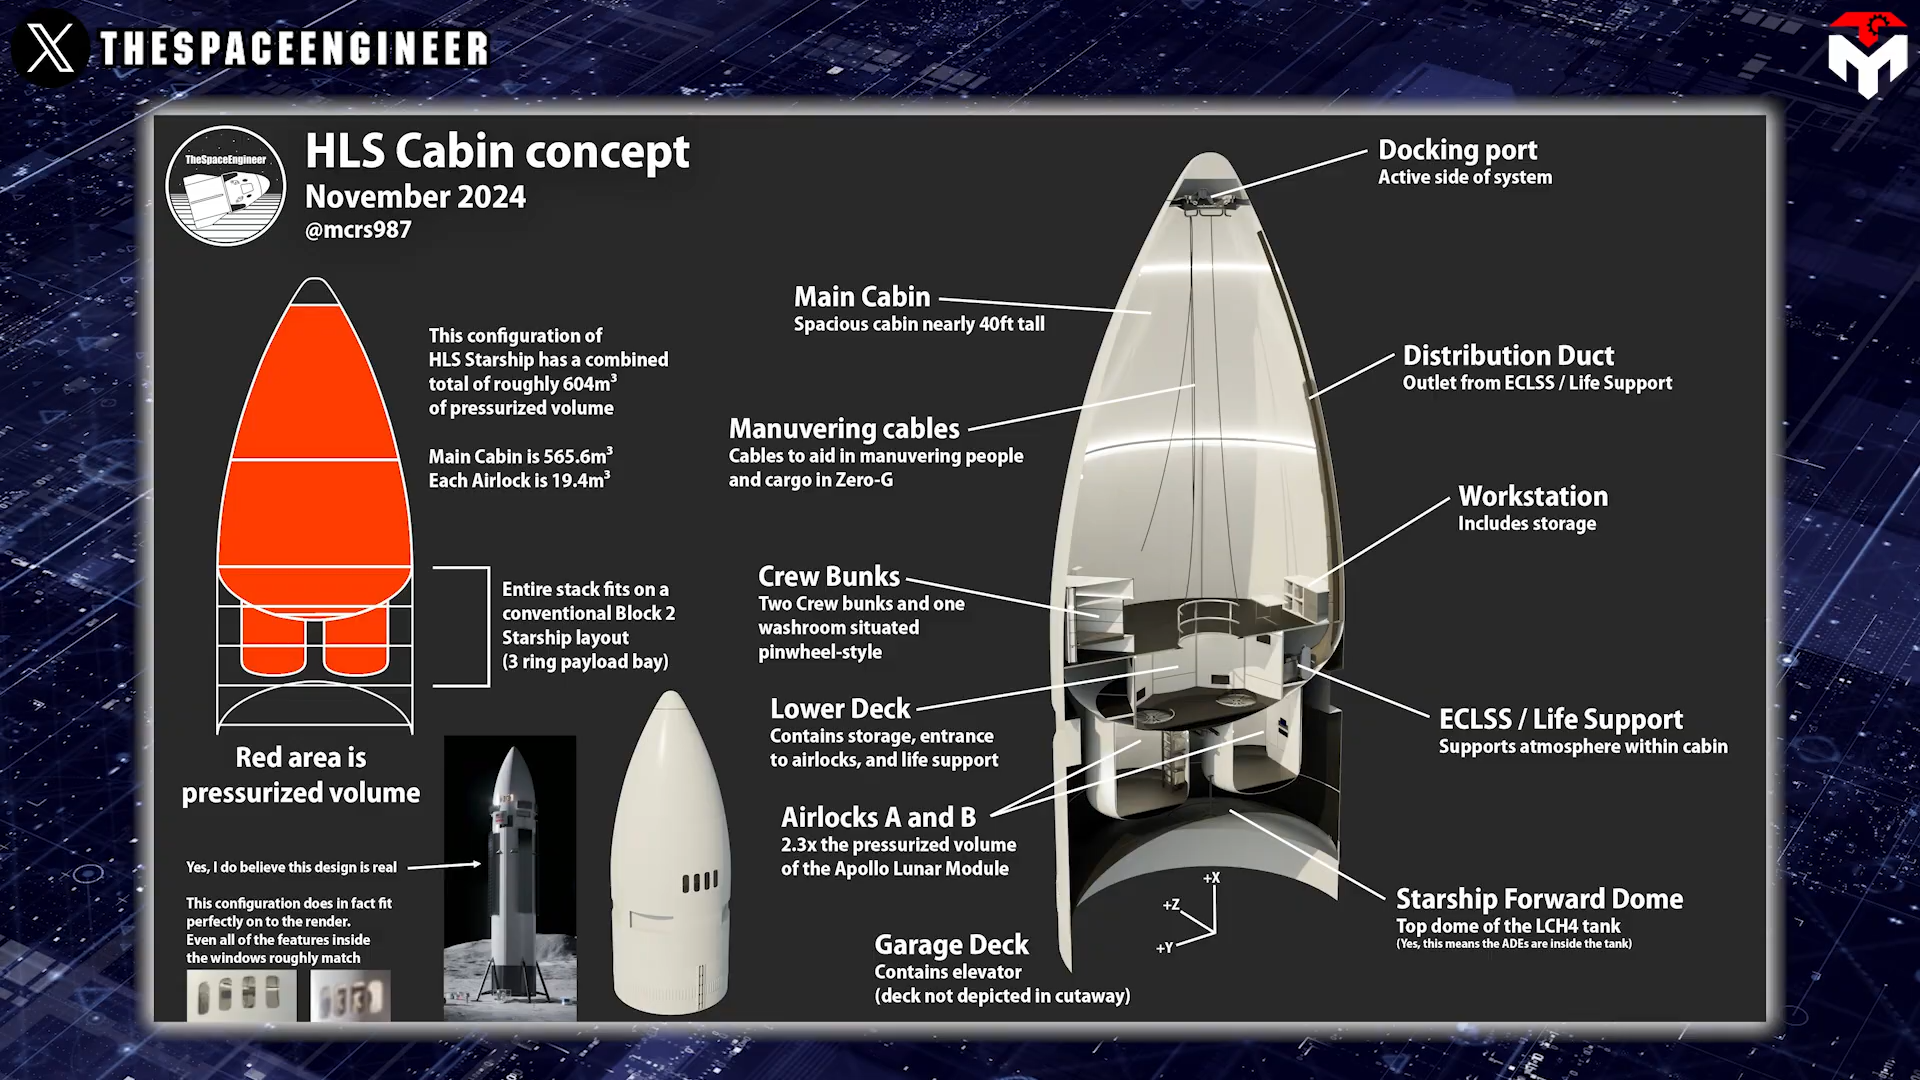 THESPACEENGINEER
TheSpaceEngineer
HLS Cabin concept
November 2024
@mcrs987
This configuration of
HLS Starship has a combined
total of roughly 604m³
of pressurized volume
Main Cabin is 565.6m³
Each Airlock is 19.4m³
Entire stack fits on a
conventional Block 2
Starship layout
(3 ring payload bay)
Red area is
pressurized volume
Yes, I do believe this design is real
This configuration does in fact fit
perfectly on to the render.
Even all of the features inside
the windows roughly match
Docking port
Active side of system
Main Cabin
Spacious cabin nearly 40ft tall
Distribution Duct
Outlet from ECLSS / Life Support
Manuvering cables
Cables to aid in manuvering people
and cargo in Zero-G
Workstation
Includes storage
Crew Bunks
Two Crew bunks and one
washroom situated
pinwheel-style
Lower Deck
Contains storage, entrance
to airlocks, and life support
ECLSS / Life Support
Supports atmosphere within cabin
Airlocks A and B
2.3x the pressurized volume
of the Apollo Lunar Module
+X
+Z
+Y
Starship Forward Dome
Top dome of the LCH4 tank
(Yes, this means the ADEs are inside the tank)
Garage Deck
Contains elevator
(deck not depicted in cutaway)